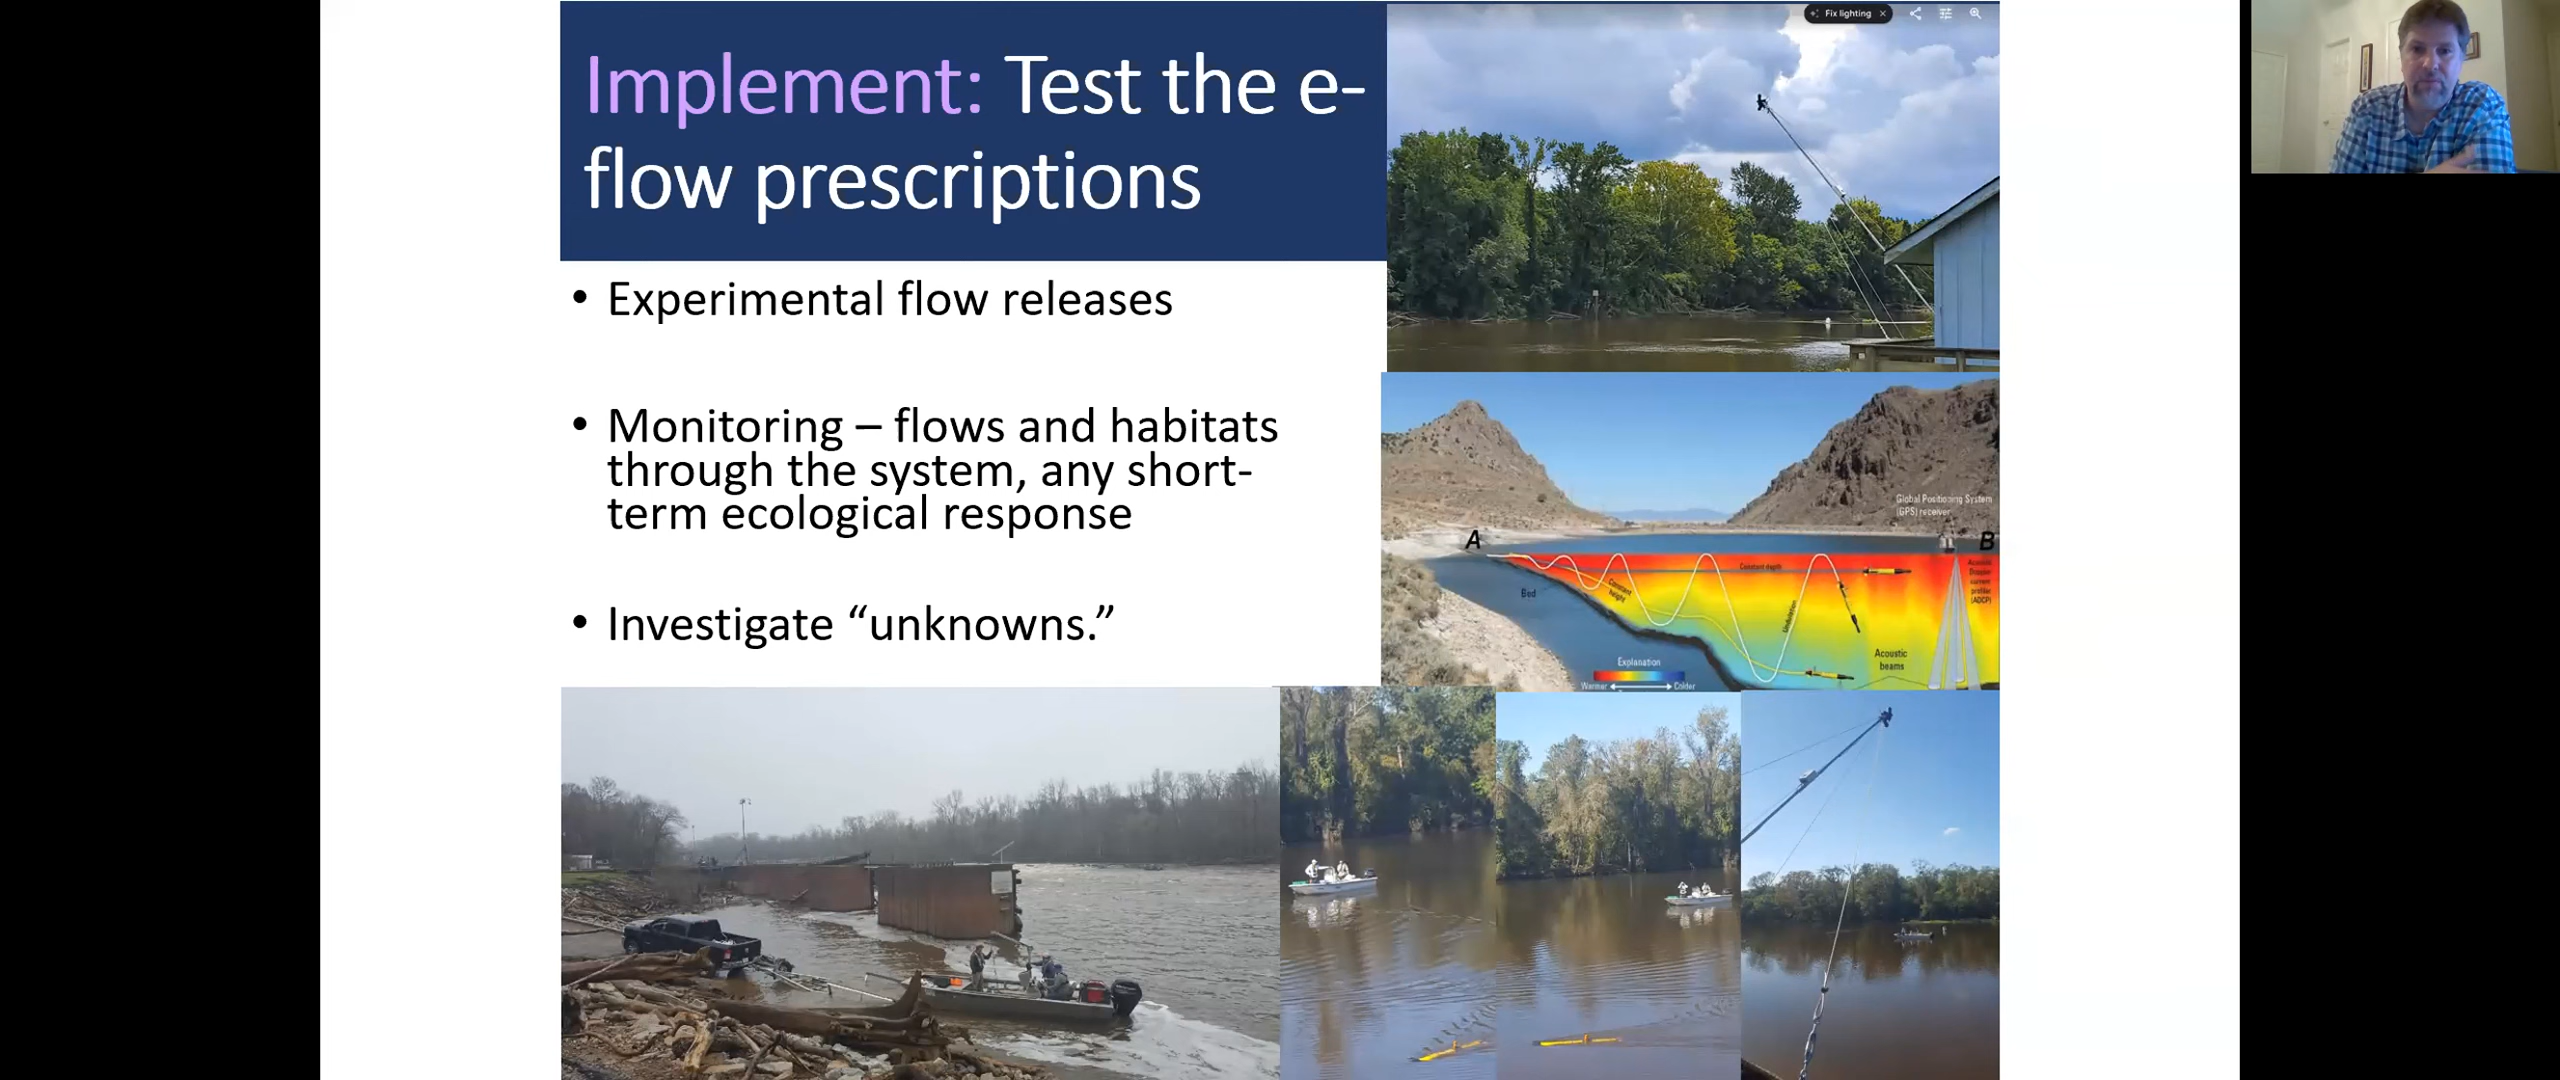 Implement: Test the e-
flow prescriptions
Fix lighting
• Experimental flow releases
• Monitoring – flows and habitats
through the system, any short-
term ecological response
• Investigate “unknowns.”
Global Positioning System
(GPS) receiver
A
B
Constant depth
Acoustic
Doppler
current
profiler
(ADCP)
Constant
height
Bed
Undulation
Acoustic
beams
Explanation
Warmer
Colder